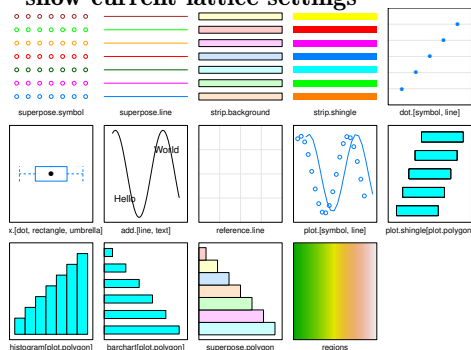 show current lattice settings
superpose.symbol
superpose.line
strip.background
strip.shingle
dot.[symbol, line]
World
Hello
x.[dot, rectangle, umbrella]
add.[line, text]
reference.line
plot.[symbol, line]
plot.shingle[plot.polygon
histogram[plot.polygon]
barchart[plot.polygon]
superpose.polygon
regions